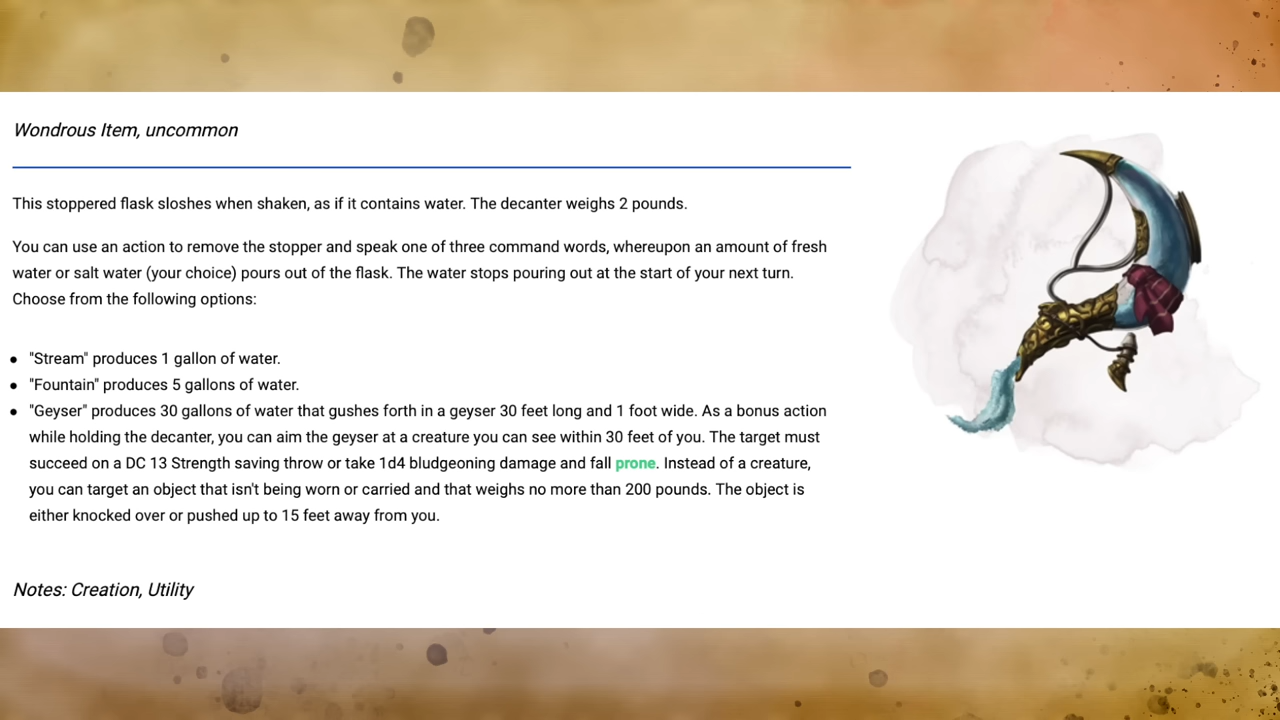 Wondrous Item, uncommon
This stoppered flask sloshes when shaken, as if it contains water. The decanter weighs 2 pounds.
You can use an action to remove the stopper and speak one of three command words, whereupon an amount of fresh
water or salt water (your choice) pours out of the flask. The water stops pouring out at the start of your next turn.
Choose from the following options:
● "Stream" produces 1 gallon of water.
● "Fountain" produces 5 gallons of water.
● "Geyser" produces 30 gallons of water that gushes forth in a geyser 30 feet long and 1 foot wide. As a bonus action
while holding the decanter, you can aim the geyser at a creature you can see within 30 feet of you. The target must
succeed on a DC 13 Strength saving throw or take 1d4 bludgeoning damage and fall prone. Instead of a creature,
you can target an object that isn't being worn or carried and that weighs no more than 200 pounds. The object is
either knocked over or pushed up to 15 feet away from you.
Notes: Creation, Utility